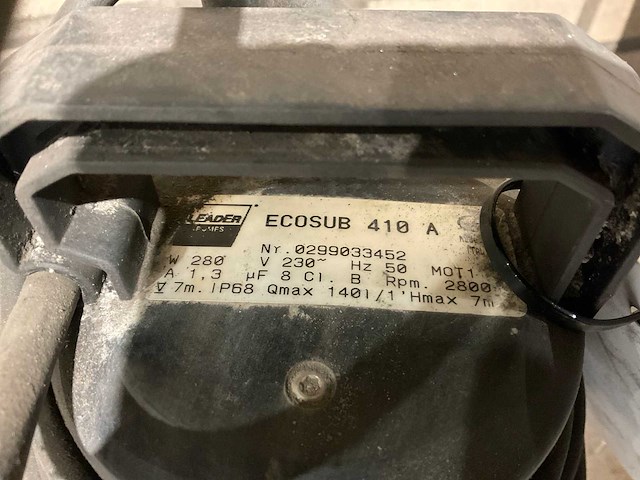 LEADER
PUMPS
ECOSUB 410 A
Nr. 0299033452
W 280 V 230~ Hz 50 MOT1
A 1,3 µF 8 Cl. B Rpm. 2800
7m. IP68 Qmax 140l/1' Hmax 7m